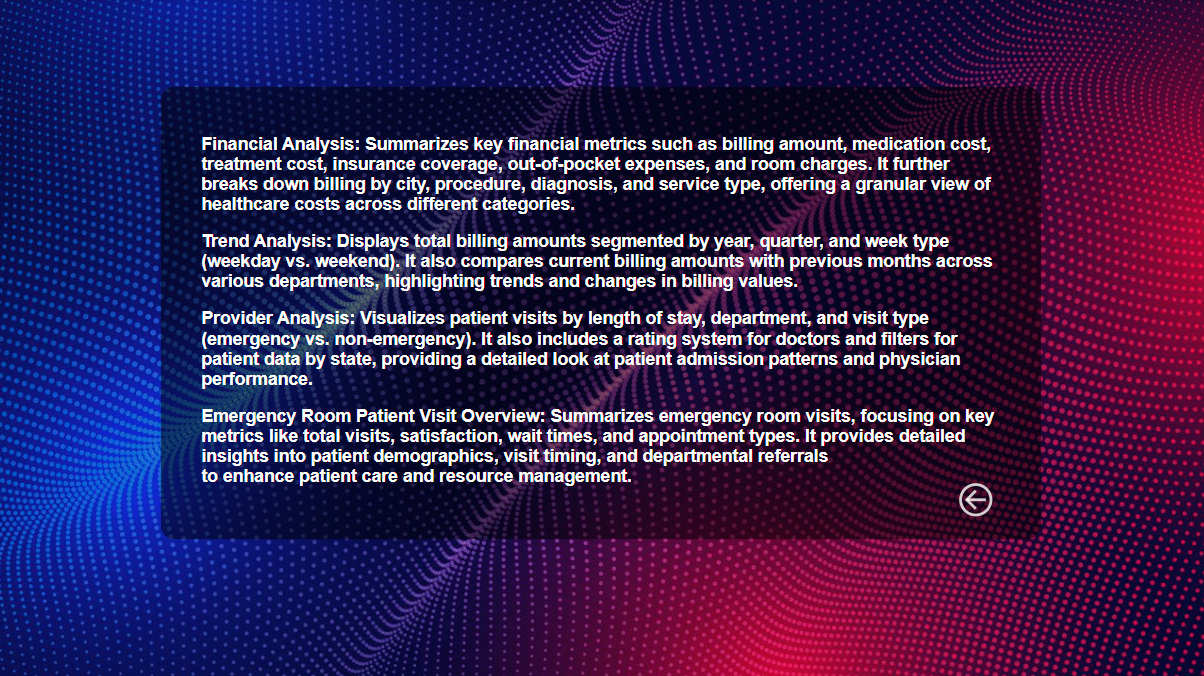 Financial Analysis: Summarizes key financial metrics such as billing amount, medication cost,
treatment cost, insurance coverage, out-of-pocket expenses, and room charges. It further
breaks down billing by city, procedure, diagnosis, and service type, offering a granular view of
healthcare costs across different categories.
Trend Analysis: Displays total billing amounts segmented by year, quarter, and week type
(weekday vs. weekend). It also compares current billing amounts with previous months across
various departments, highlighting trends and changes in billing values.
Provider Analysis: Visualizes patient visits by length of stay, department, and visit type
(emergency vs. non-emergency). It also includes a rating system for doctors and filters for
patient data by state, providing a detailed look at patient admission patterns and physician
performance.
Emergency Room Patient Visit Overview: Summarizes emergency room visits, focusing on key
metrics like total visits, satisfaction, wait times, and appointment types. It provides detailed
insights into patient demographics, visit timing, and departmental referrals
to enhance patient care and resource management.